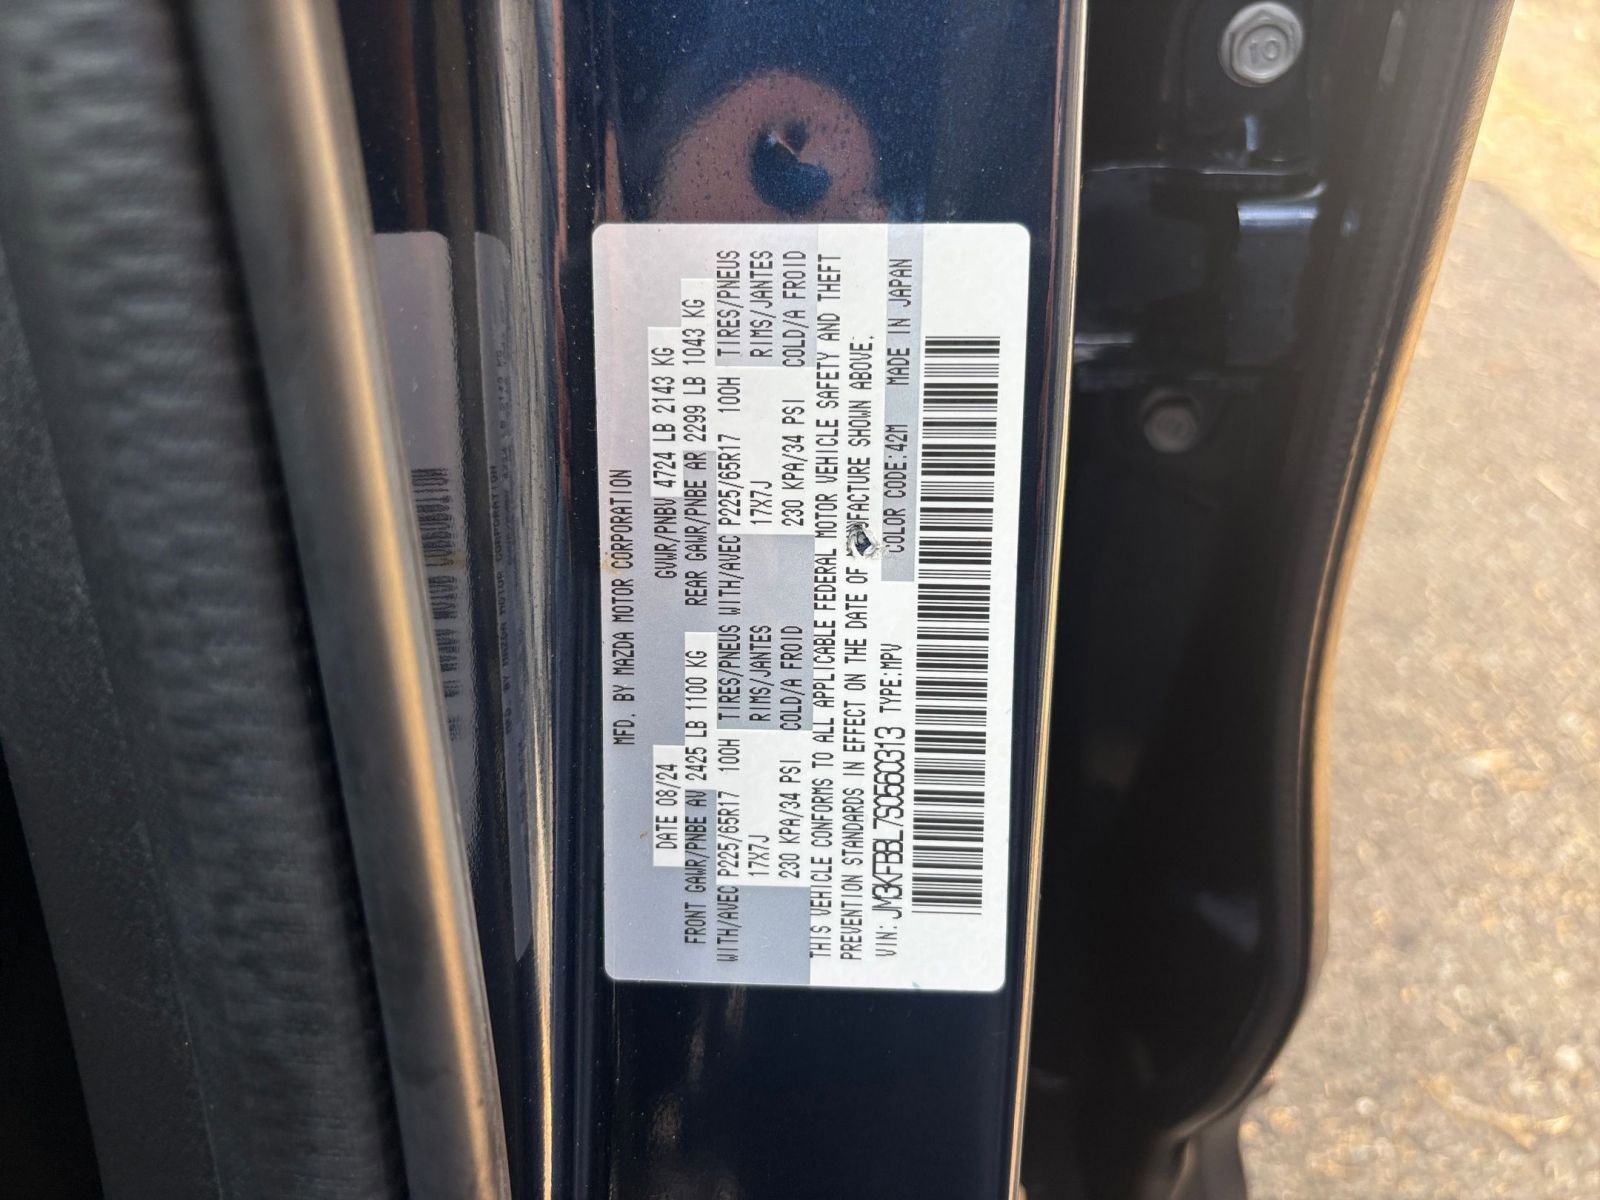 MFD. BY MAZDA MOTOR CORPORATION
DATE 08/24 GVWR/PNBV 4724 LB 2143 KG
FRONT GAWR/PNBE AV 2425 LB 1100 KG REAR GAWR/PNBE AR 2299 LB 1043 KG
WITH/AVEC P225/65R17 100H TIRES/PNEUS WITH/AVEC P225/65R17 100H TIRES/PNEUS
17X7J RIMS/JANTES 17X7J RIMS/JANTES
230 KPA/34 PSI COLD/A FROID 230 KPA/34 PSI COLD/A FROID
THIS VEHICLE CONFORMS TO ALL APPLICABLE FEDERAL MOTOR VEHICLE SAFETY AND THEFT
PREVENTION STANDARDS IN EFFECT ON THE DATE OF UFACTURE SHOWN ABOVE.
VIN: JM3KFBBL7S0560313 TYPE:MPV COLOR CODE:42M MADE IN JAPAN
10